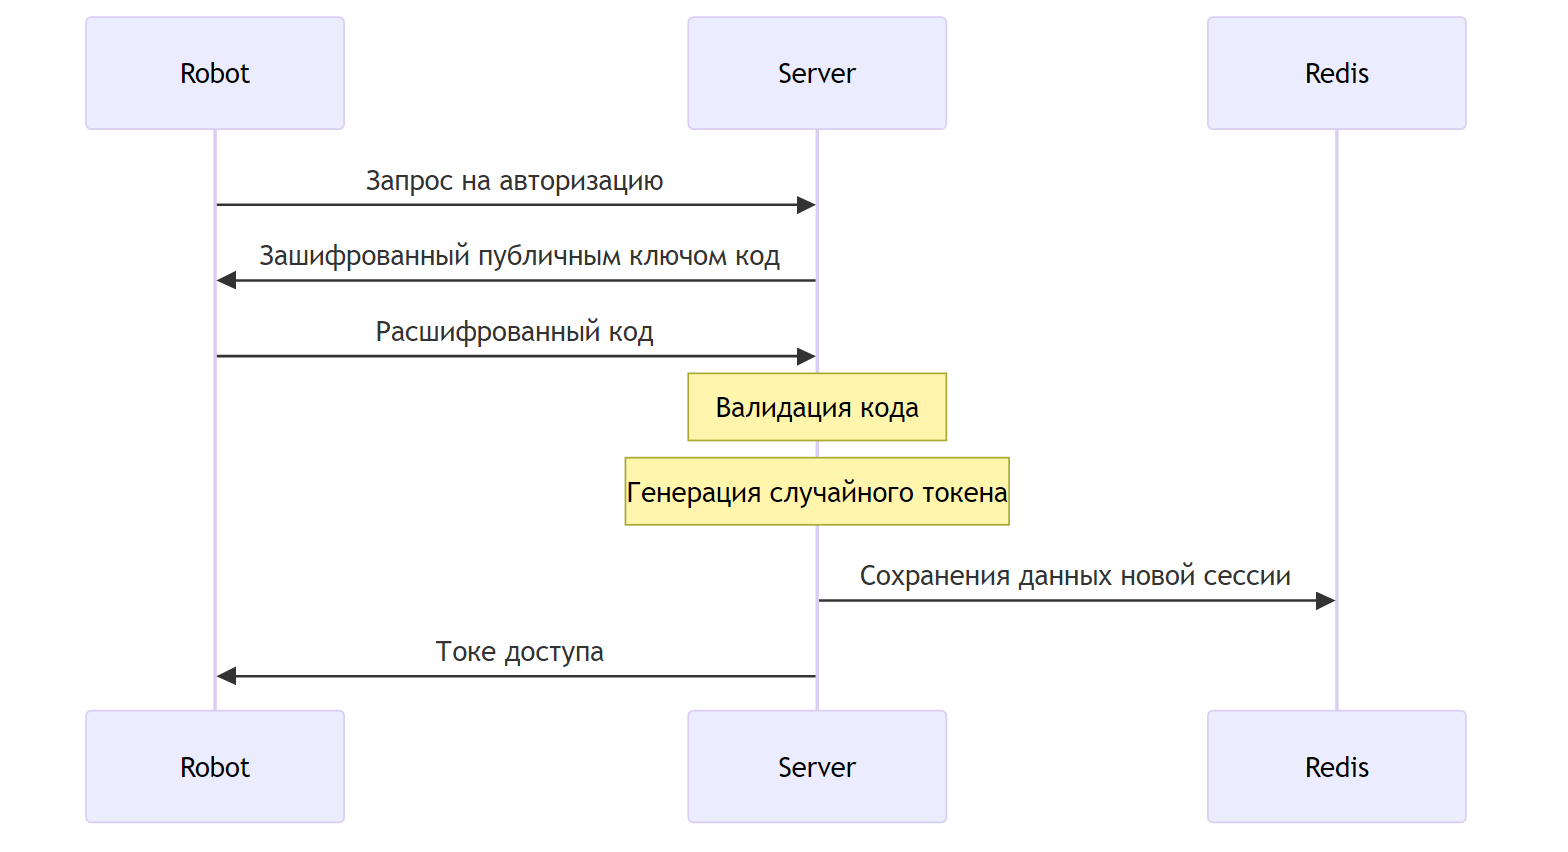 Robot
Server
Redis
Запрос на авторизацию
Зашифрованный публичным ключом код
Расшифрованный код
Валидация кода
Генерация случайного токена
Сохранения данных новой сессии
Токе доступа
Robot
Server
Redis